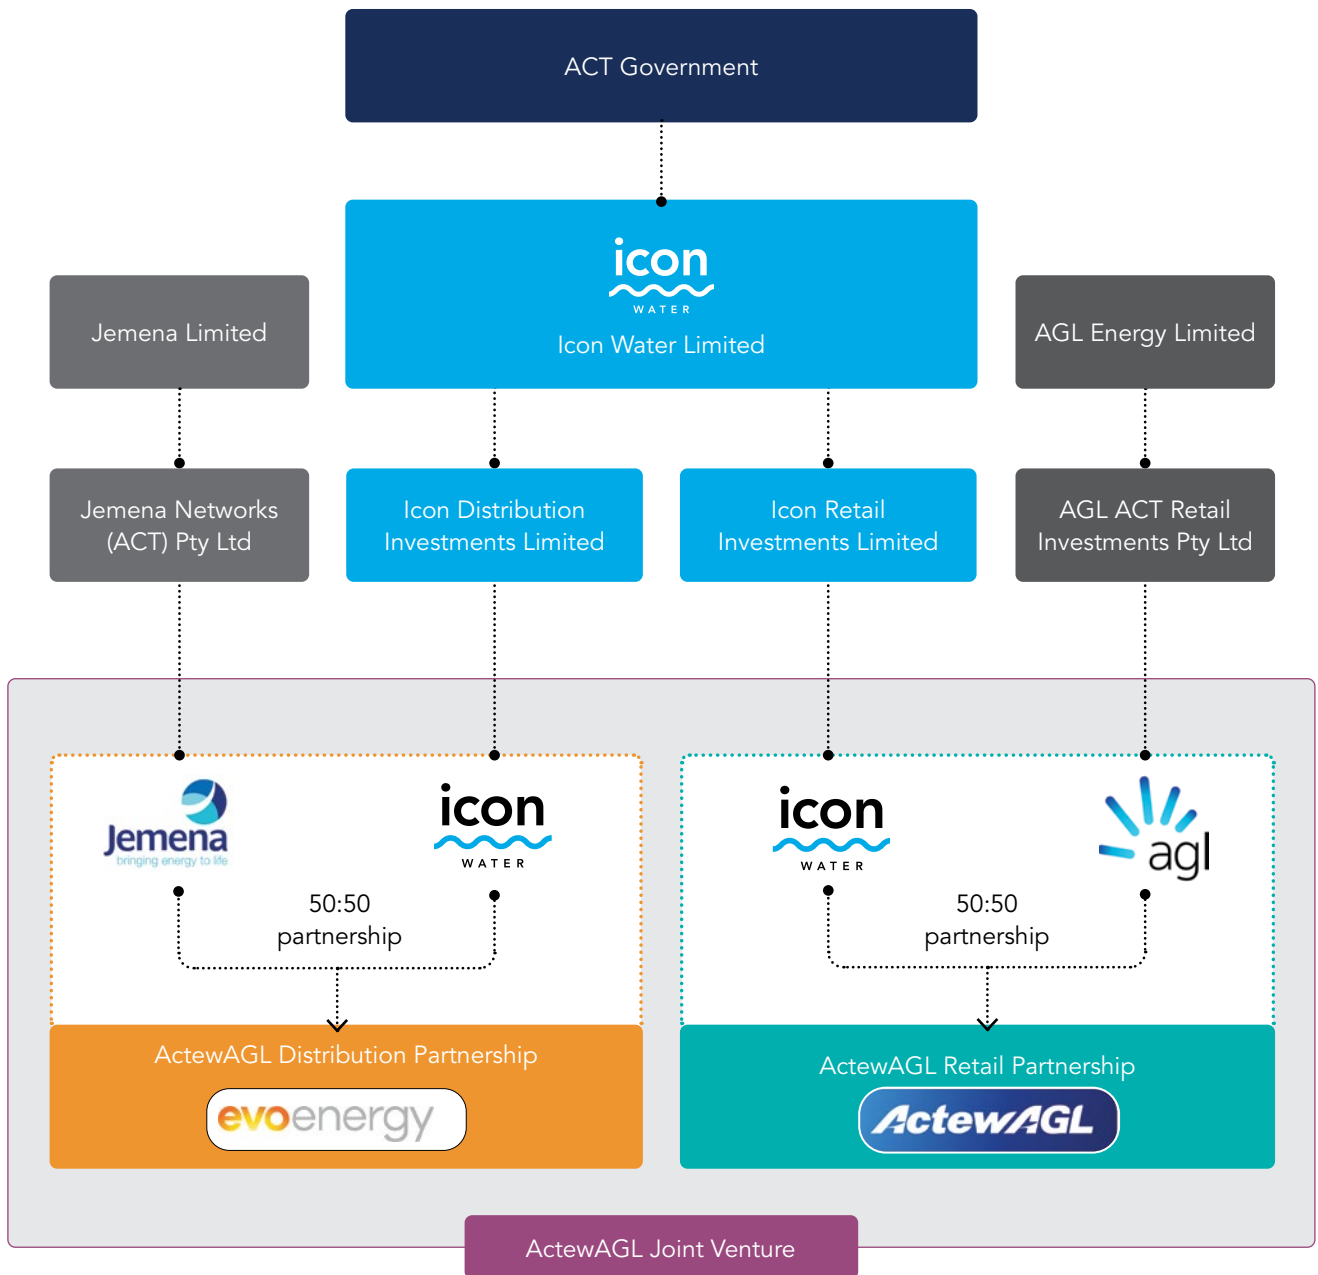 ACT Government
icon
WATER
Icon Water Limited
Jemena Limited
AGL Energy Limited
Jemena Networks
(ACT) Pty Ltd
Icon Distribution
Investments Limited
Icon Retail
Investments Limited
AGL ACT Retail
Investments Pty Ltd
Jemena
bringing energy to life
icon
WATER
50:50
partnership
icon
WATER
agl
50:50
partnership
ActewAGL Distribution Partnership
evoenergy
ActewAGL Retail Partnership
ActewAGL
ActewAGL Joint Venture